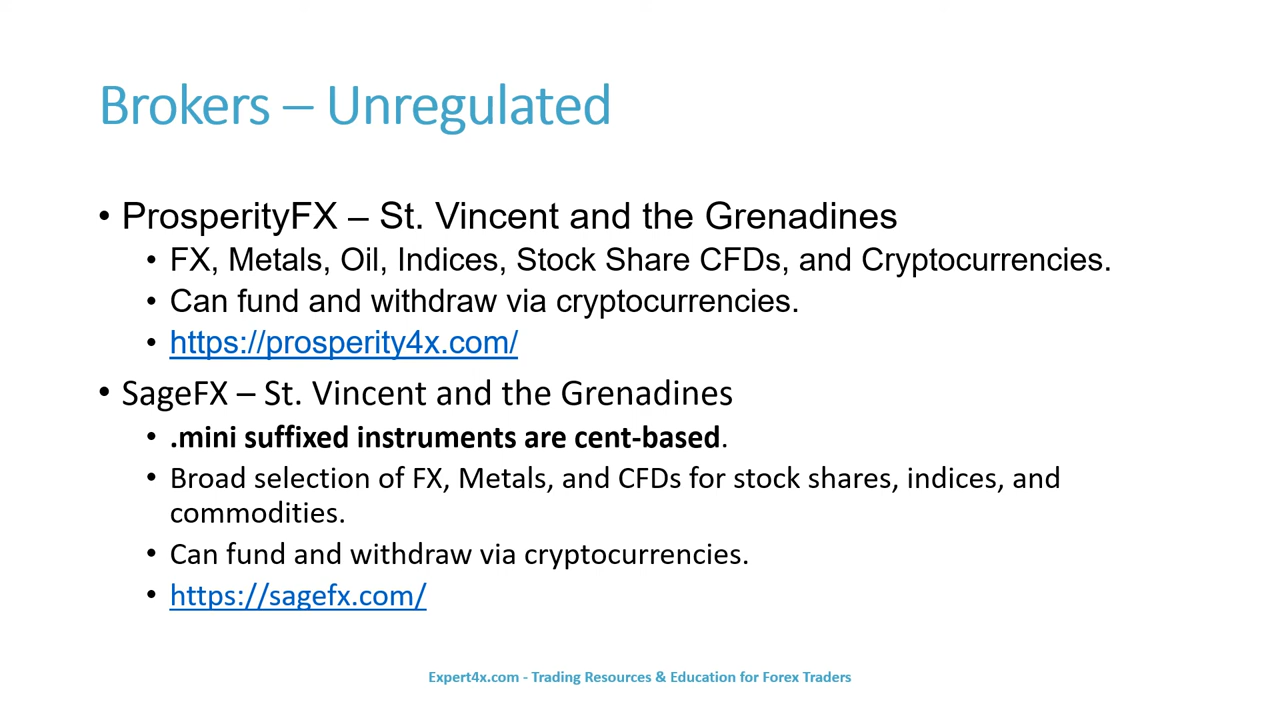 Brokers – Unregulated
• ProsperityFX – St. Vincent and the Grenadines
• FX, Metals, Oil, Indices, Stock Share CFDs, and Cryptocurrencies.
• Can fund and withdraw via cryptocurrencies.
• https://prosperity4x.com/
• SageFX – St. Vincent and the Grenadines
• .mini suffixed instruments are cent-based.
• Broad selection of FX, Metals, and CFDs for stock shares, indices, and
commodities.
• Can fund and withdraw via cryptocurrencies.
• https://sagefx.com/
Expert4x.com - Trading Resources & Education for Forex Traders